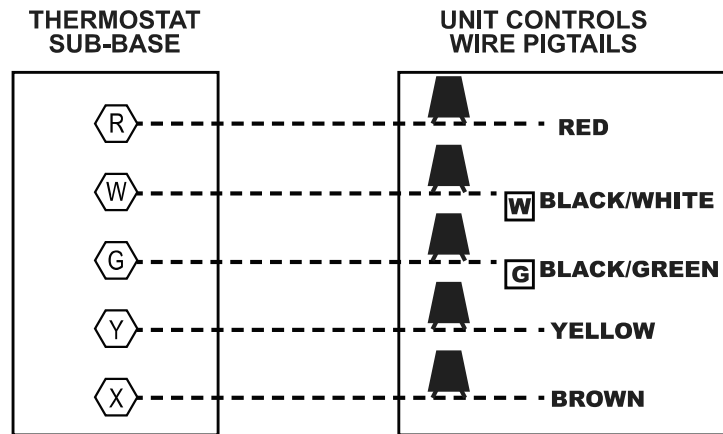 THERMOSTAT
SUB-BASE
UNIT CONTROLS
WIRE PIGTAILS
R
RED
W
W BLACK/WHITE
G
G BLACK/GREEN
Y
YELLOW
X
BROWN